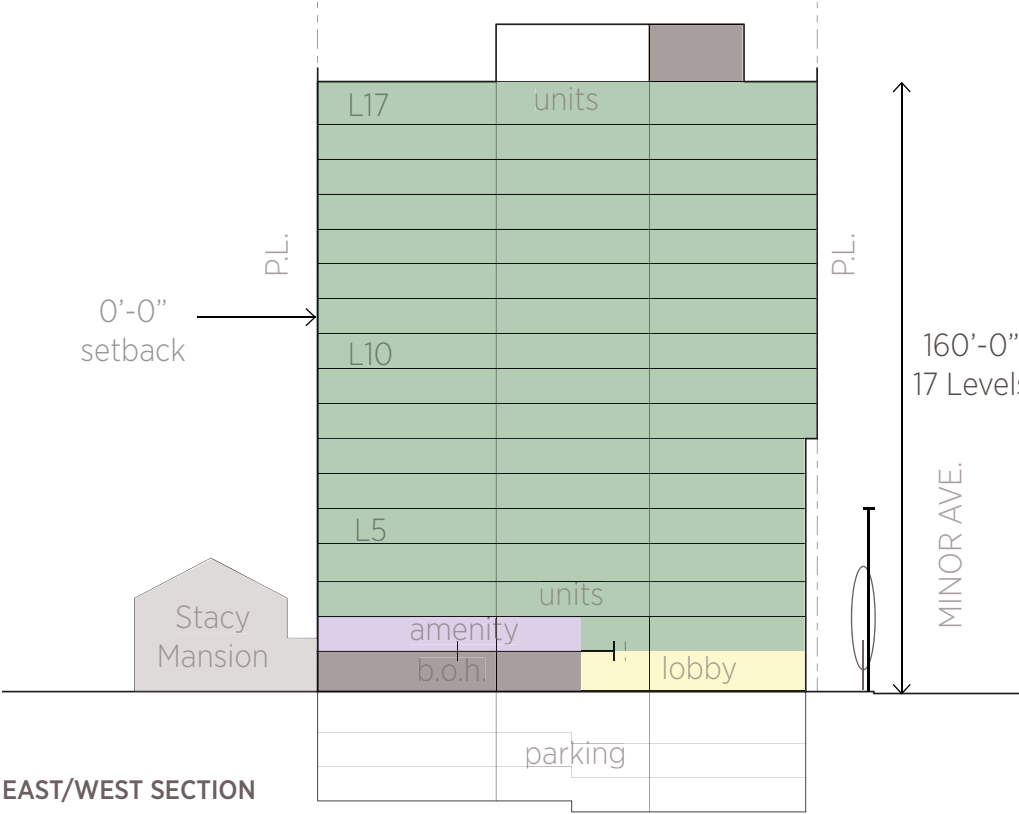 L17
units
P.L.
P.L.
0'-0"
setback
L10
160'-0"
17 Levels
MINOR AVE.
L5
units
Stacy
Mansion
amenity
b.o.h.
lobby
parking
EAST/WEST SECTION